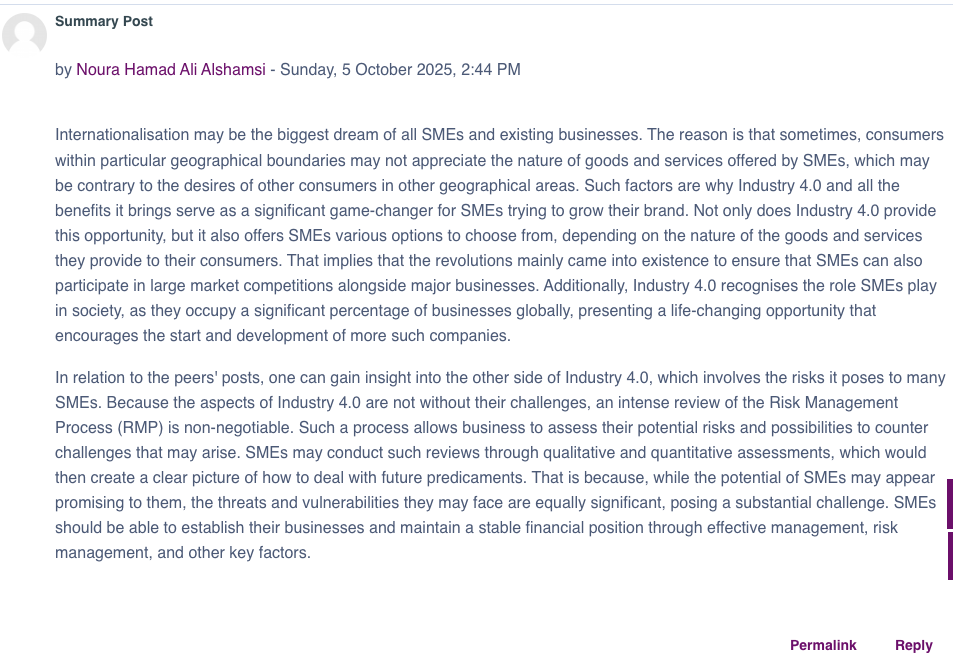 Summary Post
by Noura Hamad Ali Alshamsi - Sunday, 5 October 2025, 2:44 PM
Internationalisation may be the biggest dream of all SMEs and existing businesses. The reason is that sometimes, consumers
within particular geographical boundaries may not appreciate the nature of goods and services offered by SMEs, which may
be contrary to the desires of other consumers in other geographical areas. Such factors are why Industry 4.0 and all the
benefits it brings serve as a significant game-changer for SMEs trying to grow their brand. Not only does Industry 4.0 provide
this opportunity, but it also offers SMEs various options to choose from, depending on the nature of the goods and services
they provide to their consumers. That implies that the revolutions mainly came into existence to ensure that SMEs can also
participate in large market competitions alongside major businesses. Additionally, Industry 4.0 recognises the role SMEs play
in society, as they occupy a significant percentage of businesses globally, presenting a life-changing opportunity that
encourages the start and development of more such companies.
In relation to the peers' posts, one can gain insight into the other side of Industry 4.0, which involves the risks it poses to many
SMEs. Because the aspects of Industry 4.0 are not without their challenges, an intense review of the Risk Management
Process (RMP) is non-negotiable. Such a process allows business to assess their potential risks and possibilities to counter
challenges that may arise. SMEs may conduct such reviews through qualitative and quantitative assessments, which would
then create a clear picture of how to deal with future predicaments. That is because, while the potential of SMEs may appear
promising to them, the threats and vulnerabilities they may face are equally significant, posing a substantial challenge. SMEs
should be able to establish their businesses and maintain a stable financial position through effective management, risk
management, and other key factors.
Permalink Reply